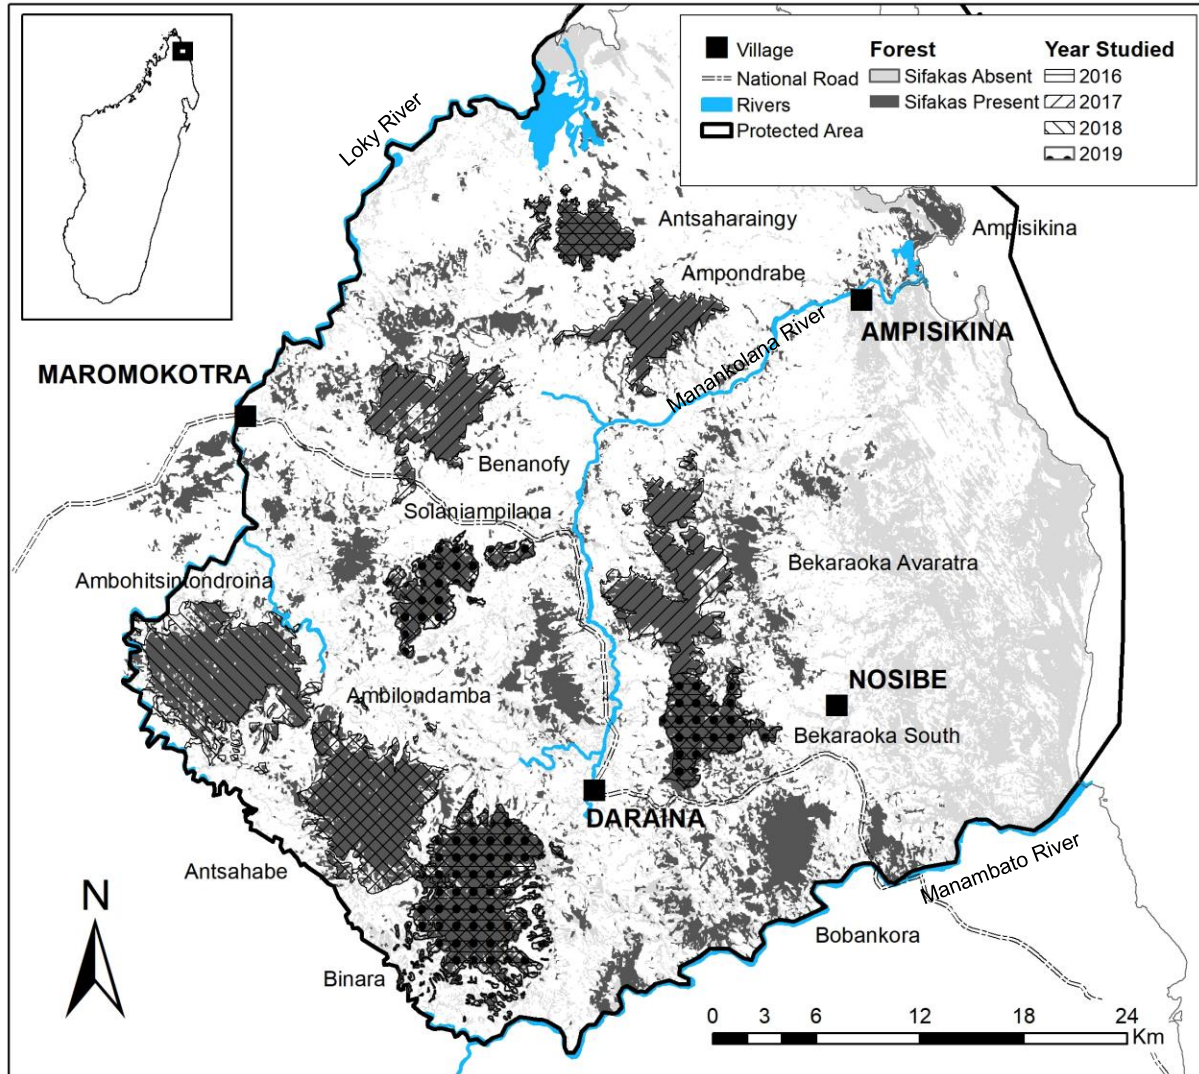 Village
National Road
Rivers
Protected Area
Forest
Sifakas Absent
Sifakas Present
Year Studied
2016
2017
2018
2019
Loky River
Antsaharaingy
Ampisikina
Ampondrabe
AMPISIKINA
Manankolana River
MAROMOKOTRA
Benanofy
Solaniampilana
Bekaraoka Avaratra
Ambohitsintondroina
Ambilondamba
NOSIBE
Bekaraoka South
DARAINA
Antsahabe
Manambato River
N
Bobankora
Binara
0 3 6 12 18 24
Km